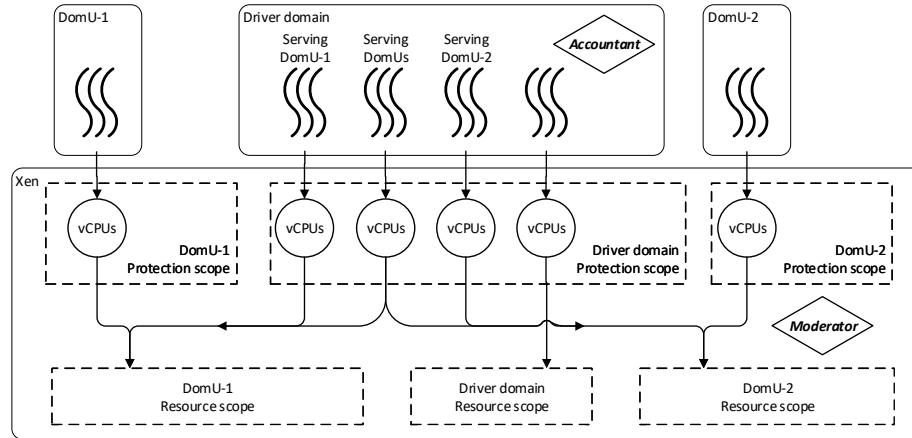 DomU-1
Driver domain
DomU-2
Serving
DomU-1
Serving
DomUs
Serving
DomU-2
Accountant
Xen
vCPUs
vCPUs
vCPUs
vCPUs
vCPUs
vCPUs
DomU-1
Protection scope
Driver domain
Protection scope
DomU-2
Protection scope
Moderator
DomU-1
Resource scope
Driver domain
Resource scope
DomU-2
Resource scope